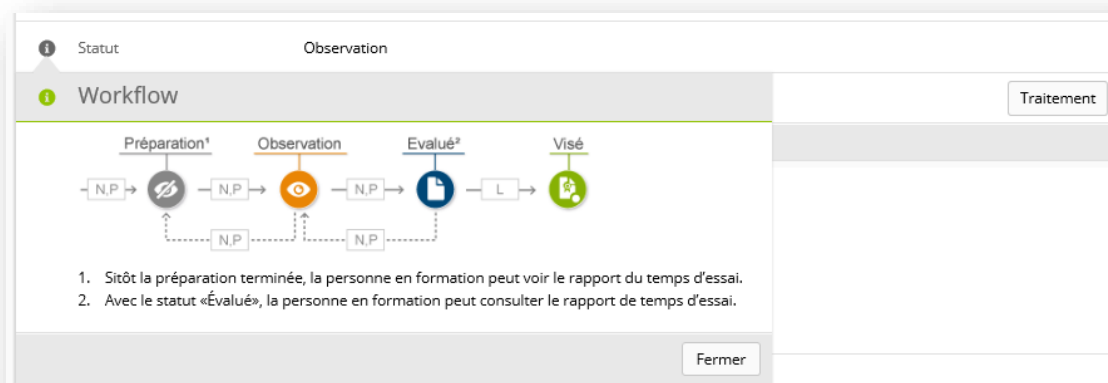 Statut Observation
Workflow
Traitement
Préparation¹ Observation Evalué² Visé
N,P N,P N,P L
N,P N,P
1. Sitôt la préparation terminée, la personne en formation peut voir le rapport du temps d'essai.
2. Avec le statut «Évalué», la personne en formation peut consulter le rapport de temps d'essai.
Fermer